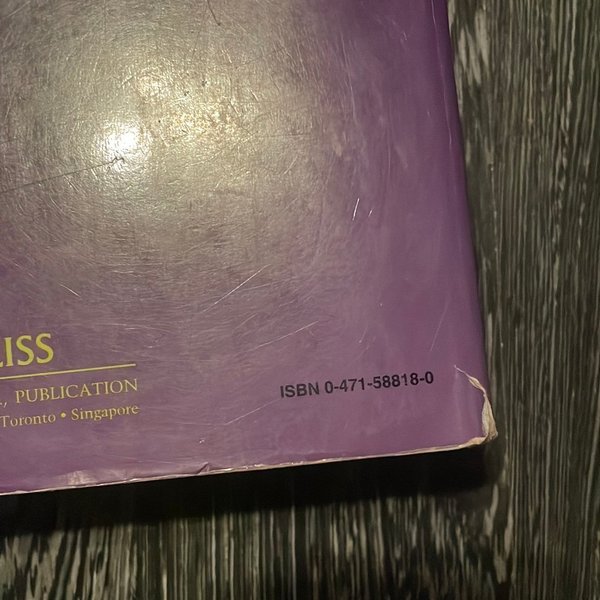 LISS
, PUBLICATION
Toronto • Singapore
ISBN 0-471-58818-0